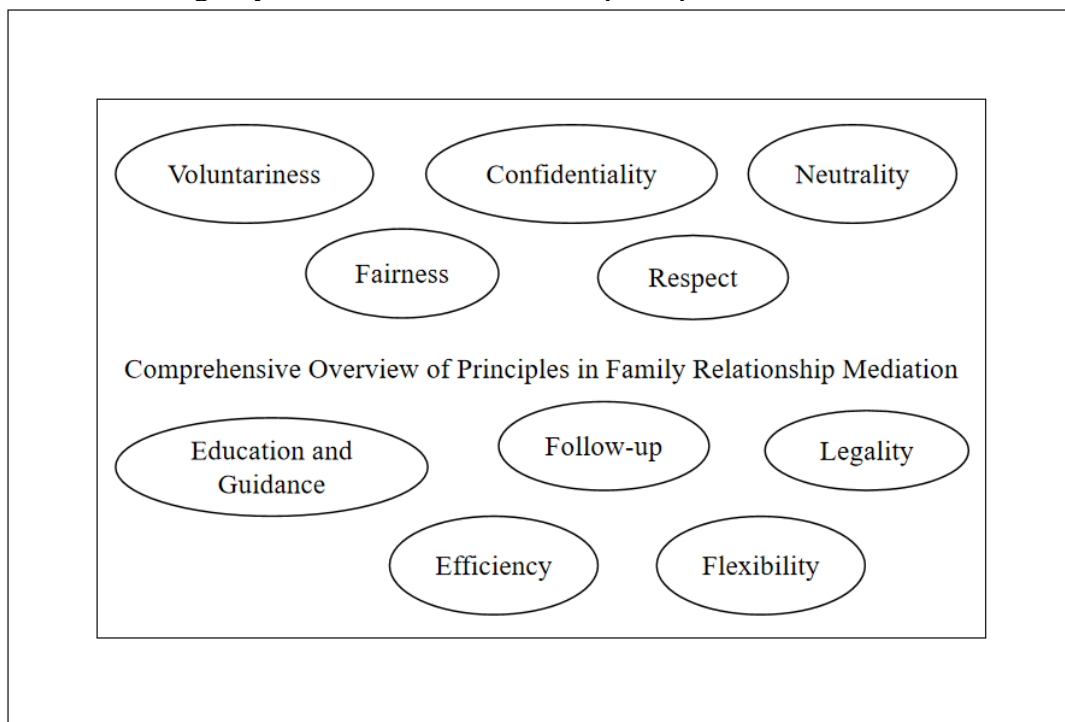 Voluntariness
Confidentiality
Neutrality
Fairness
Respect
Comprehensive Overview of Principles in Family Relationship Mediation
Education and
Guidance
Follow-up
Legality
Efficiency
Flexibility